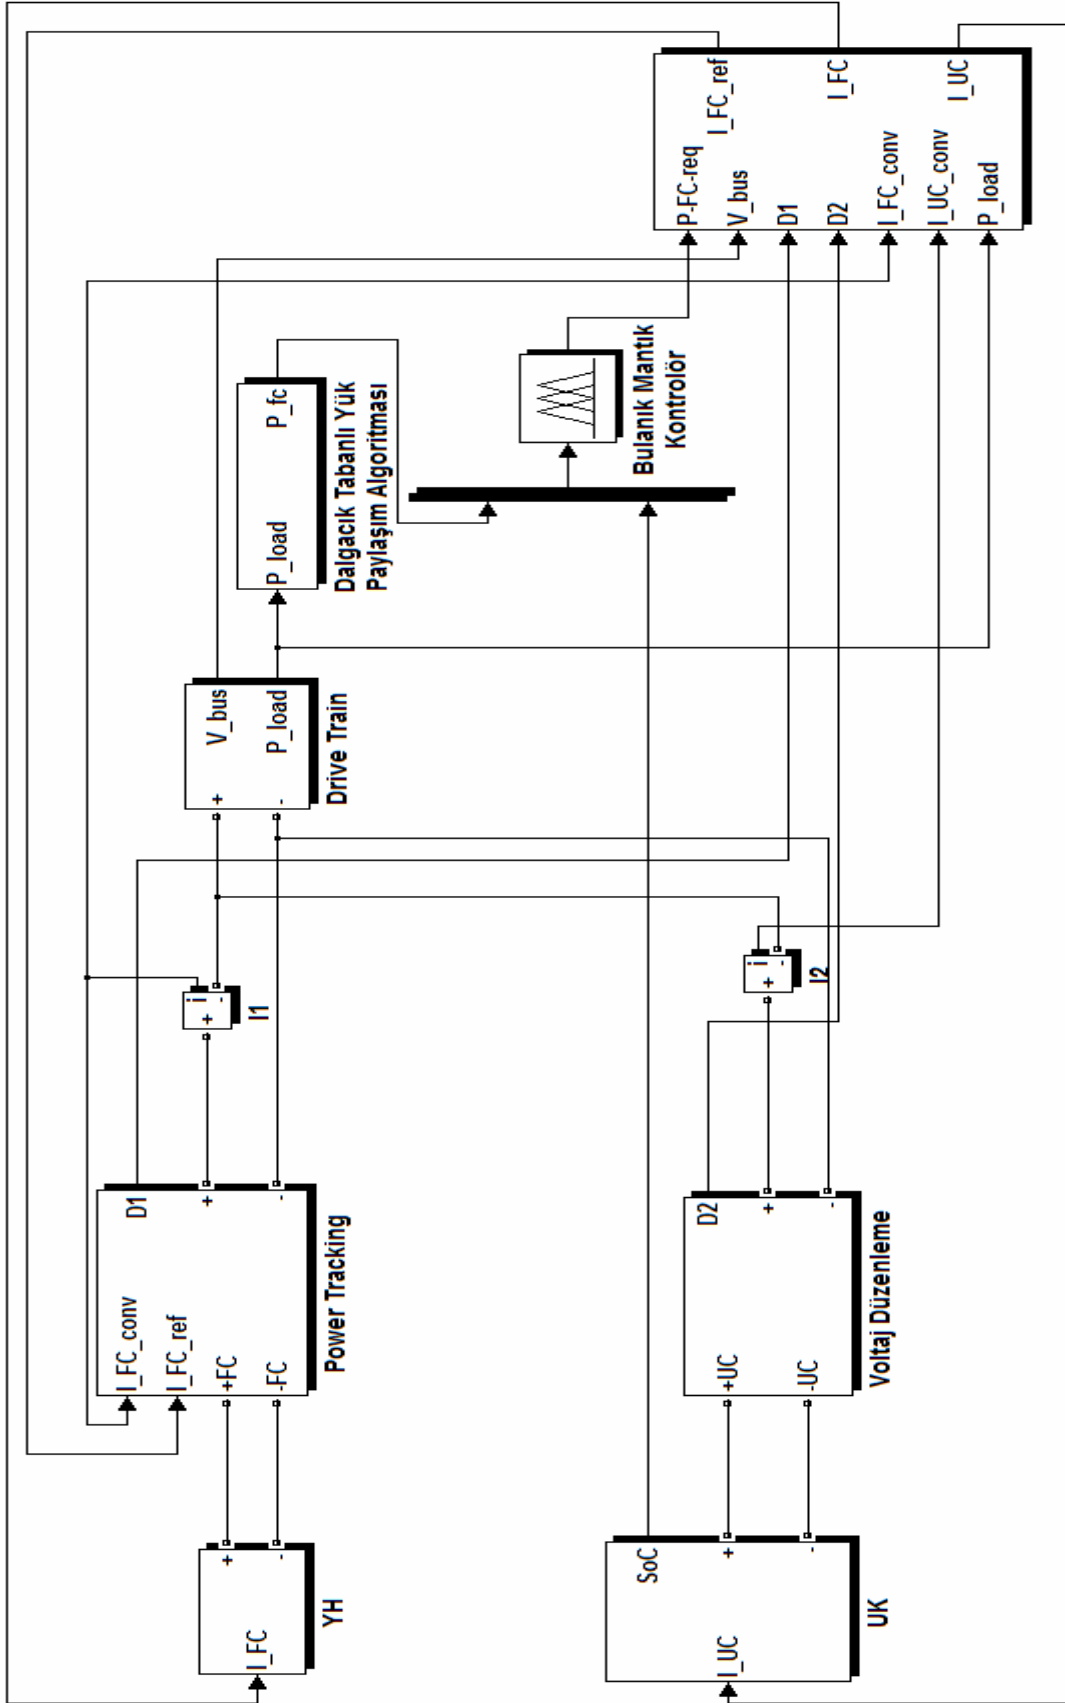 I_FC
+
-
YH
I_FC_conv
I_FC_ref
+FC
-FC
D1
+
-
Power Tracking
+
i
-
I1
+
-
V_bus
P_load
Drive Train
P_load
P_fc
Dalgacık Tabanlı Yük
Paylaşım Algoritması
Bulanık Mantık
Kontrolör
I_UC
SoC
+
-
UK
+UC
-UC
D2
+
-
Voltaj Düzenleme
+
i
-
I2
P-FC-req
V_bus
D1
D2
I_FC_conv
I_UC_conv
P_load
I_FC_ref
I_FC
I_UC